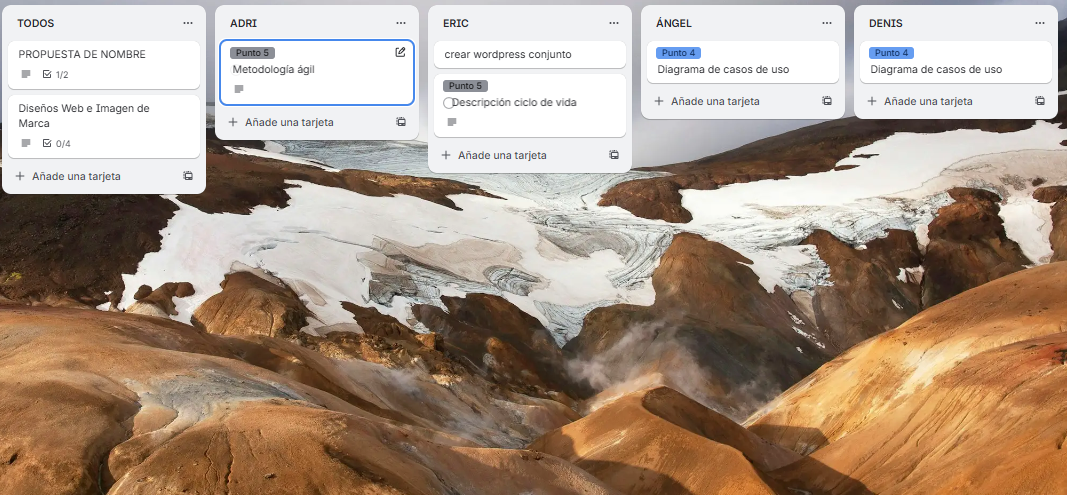 TODOS
PROPUESTA DE NOMBRE
1/2
Diseños Web e Imagen de
Marca
0/4
Añade una tarjeta
ADRI
Punto 5
Metodología ágil
Añade una tarjeta
ERIC
crear wordpress conjunto
Punto 5
Descripción ciclo de vida
Añade una tarjeta
ÁNGEL
Punto 4
Diagrama de casos de uso
Añade una tarjeta
DENIS
Punto 4
Diagrama de casos de uso
Añade una tarjeta